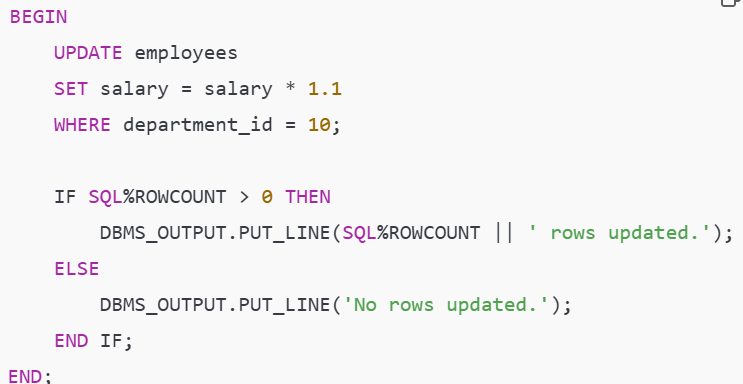 BEGIN
    UPDATE employees
    SET salary = salary * 1.1
    WHERE department_id = 10;

    IF SQL%ROWCOUNT > 0 THEN
        DBMS_OUTPUT.PUT_LINE(SQL%ROWCOUNT || ' rows updated.');
    ELSE
        DBMS_OUTPUT.PUT_LINE('No rows updated.');
    END IF;
END;